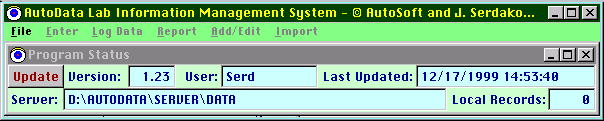 AutoData Lab Information Management System - © AutoSoft and J. Serdako...
File Enter Log Data Report Add/Edit Import
Program Status
Update Version: 1.23 User: Serd Last Updated: 12/17/1999 14:53:40
Server: D:\AUTODATA\SERVER\DATA Local Records: 0